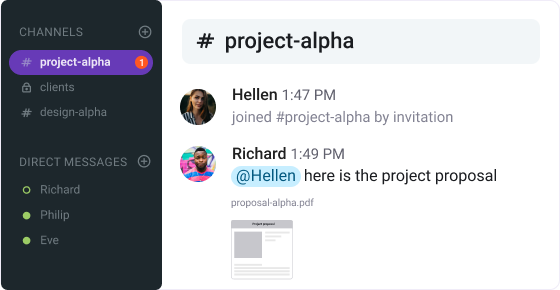 CHANNELS
# project-alpha 1
clients
# design-alpha
DIRECT MESSAGES
Richard
Philip
Eve
# project-alpha
Hellen 1:47 PM
joined #project-alpha by invitation
Richard 1:49 PM
@Hellen here is the project proposal
proposal-alpha.pdf
Project proposal